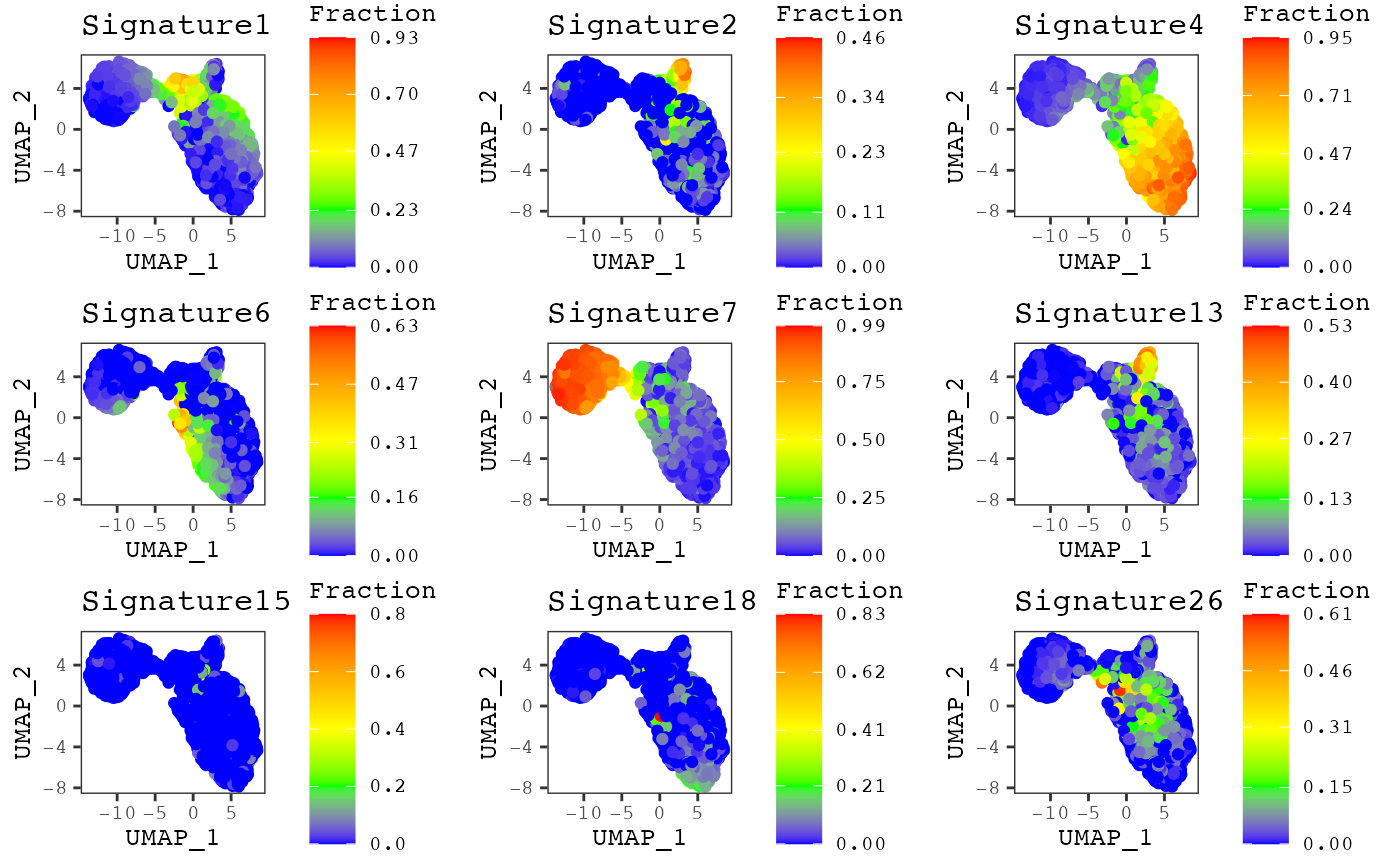 Signature1
Fraction
0.93
0.70
0.47
0.23
0.00
UMAP_2
4
0
−4
−8
−10 −5 0 5
UMAP_1
Signature2
Fraction
0.46
0.34
0.23
0.11
0.00
UMAP_2
4
0
−4
−8
−10 −5 0 5
UMAP_1
Signature4
Fraction
0.95
0.71
0.47
0.24
0.00
UMAP_2
4
0
−4
−8
−10 −5 0 5
UMAP_1
Signature6
Fraction
0.63
0.47
0.31
0.16
0.00
UMAP_2
4
0
−4
−8
−10 −5 0 5
UMAP_1
Signature7
Fraction
0.99
0.75
0.50
0.25
0.00
UMAP_2
4
0
−4
−8
−10 −5 0 5
UMAP_1
Signature13
Fraction
0.53
0.40
0.27
0.13
0.00
UMAP_2
4
0
−4
−8
−10 −5 0 5
UMAP_1
Signature15
Fraction
0.8
0.6
0.4
0.2
0.0
UMAP_2
4
0
−4
−8
−10 −5 0 5
UMAP_1
Signature18
Fraction
0.83
0.62
0.41
0.21
0.00
UMAP_2
4
0
−4
−8
−10 −5 0 5
UMAP_1
Signature26
Fraction
0.61
0.46
0.31
0.15
0.00
UMAP_2
4
0
−4
−8
−10 −5 0 5
UMAP_1